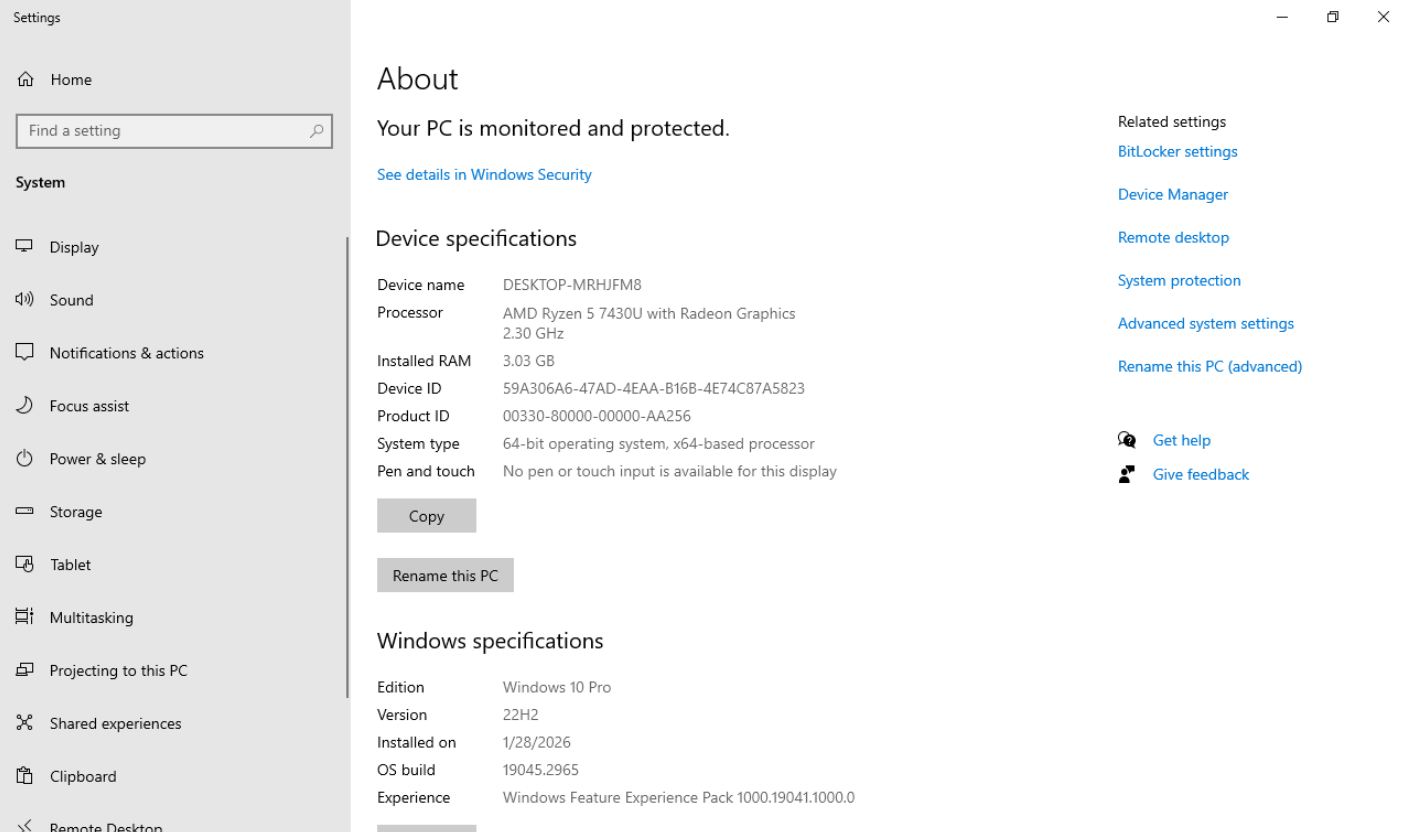 Settings
Home
Find a setting
System
Display
Sound
Notifications & actions
Focus assist
Power & sleep
Storage
Tablet
Multitasking
Projecting to this PC
Shared experiences
Clipboard
Remote Desktop
About
Your PC is monitored and protected.
See details in Windows Security
Device specifications
Device name DESKTOP-MRHJFM8
Processor AMD Ryzen 5 7430U with Radeon Graphics
2.30 GHz
Installed RAM 3.03 GB
Device ID 59A306A6-47AD-4EAA-B16B-4E74C87A5823
Product ID 00330-80000-00000-AA256
System type 64-bit operating system, x64-based processor
Pen and touch No pen or touch input is available for this display
Copy
Rename this PC
Windows specifications
Edition Windows 10 Pro
Version 22H2
Installed on 1/28/2026
OS build 19045.2965
Experience Windows Feature Experience Pack 1000.19041.1000.0
Related settings
BitLocker settings
Device Manager
Remote desktop
System protection
Advanced system settings
Rename this PC (advanced)
Get help
Give feedback